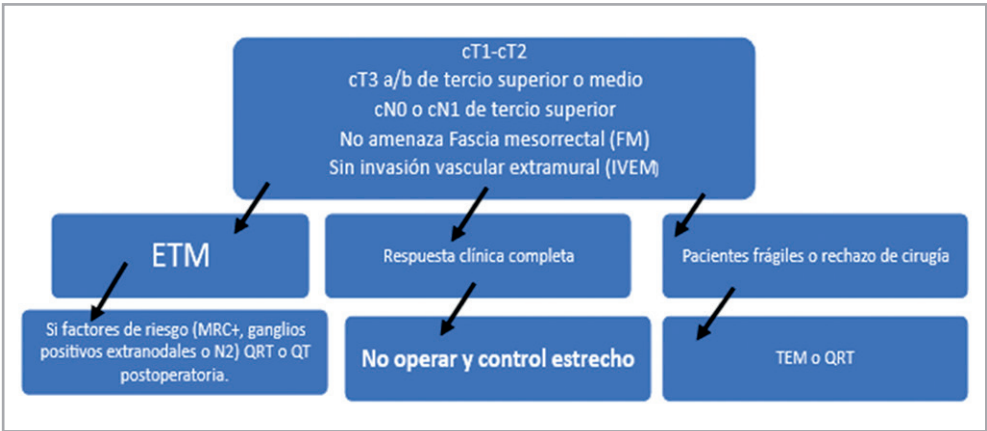 cT1-cT2
cT3 a/b de tercio superior o medio
cN0 o cN1 de tercio superior
No amenaza Fascia mesorrectal (FM)
Sin invasión vascular extramural (IVEM)
ETM
Respuesta clínica completa
Pacientes frágiles o rechazo de cirugía
Si factores de riesgo (MRC+, ganglios
positivos extranodales o N2) QRT o QT
postoperatoria.
No operar y control estrecho
TEM o QRT